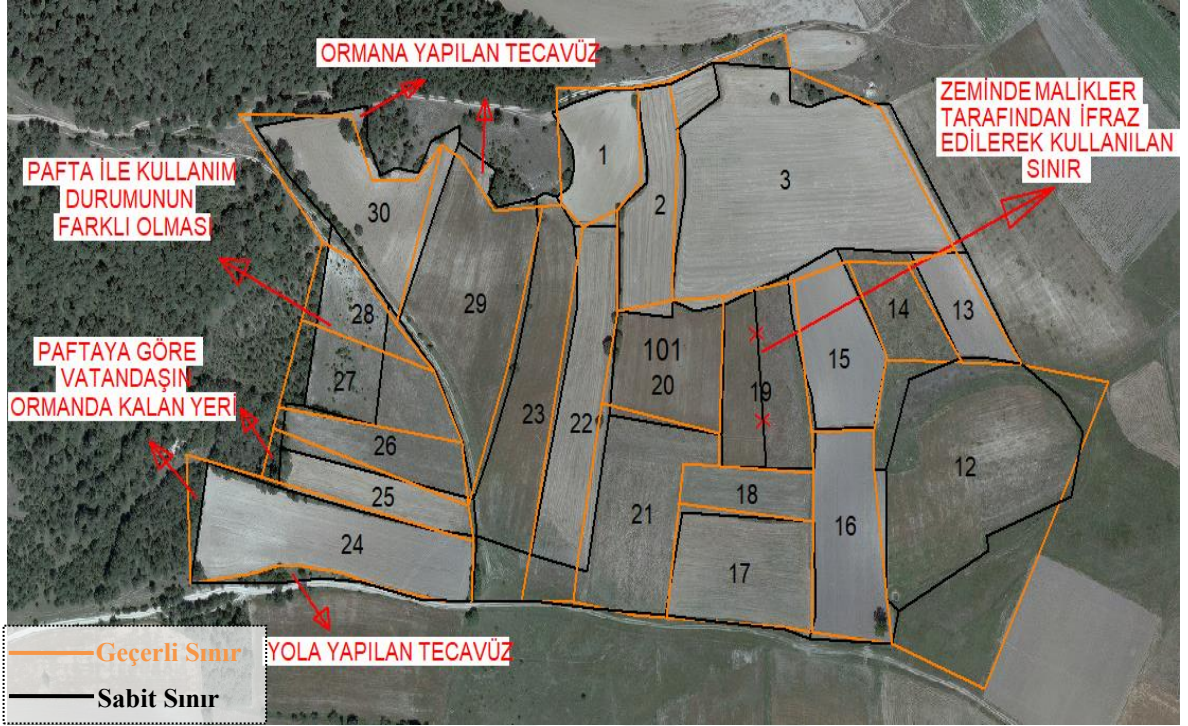 ORMANA YAPILAN TECAVÜZ
ZEMİNDE MALİKLER
TARAFINDAN İFRAZ
EDİLEREK KULLANILAN
SINIR
PAFTA İLE KULLANIM
DURUMUNUN
FARKLI OLMASI
PAFTAYA GÖRE
VATANDAŞIN
ORMANDA KALAN YERİ
1
2
3
30
29
28
27
26
25
24
23
22
101
20
19
15
14
13
12
21
18
17
16
YOLA YAPILAN TECAVÜZ
Geçerli Sınır
Sabit Sınır